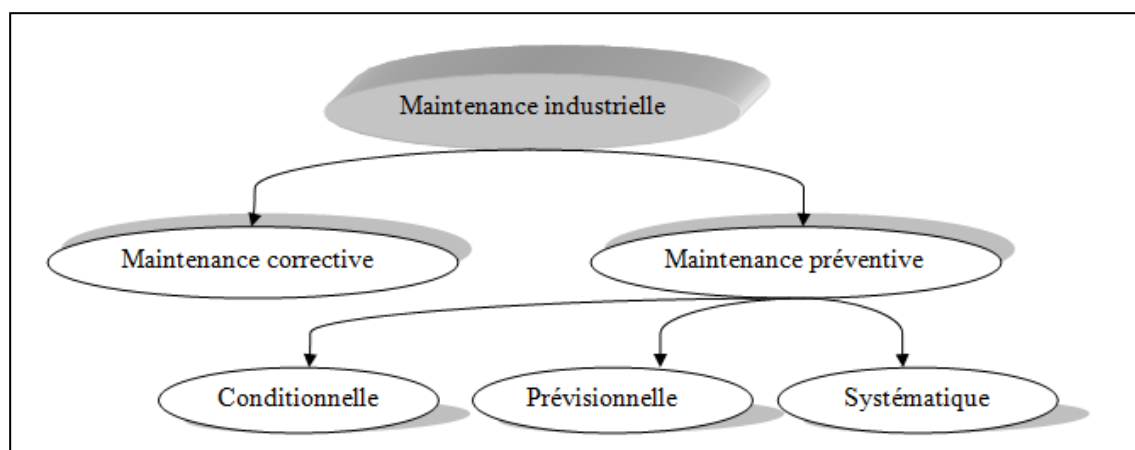 Maintenance industrielle
Maintenance corrective
Maintenance préventive
Conditionnelle
Prévisionnelle
Systématique